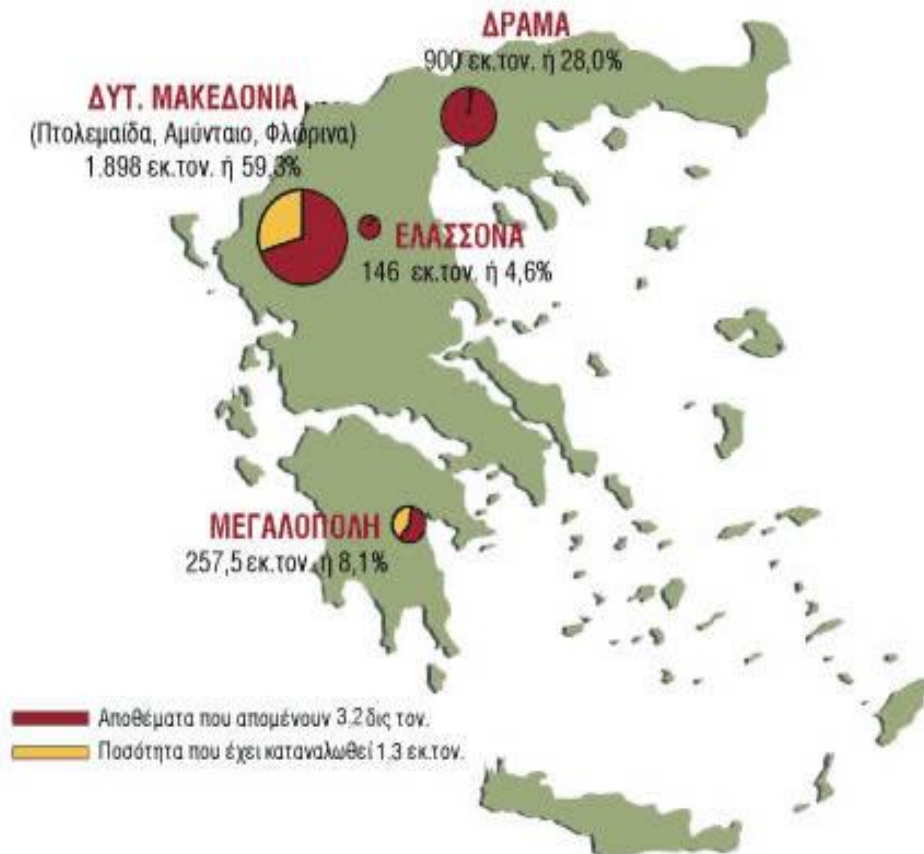 ΔΡΑΜΑ
900 εκ.τον. ή 28,0%
ΔΥΤ. ΜΑΚΕΔΟΝΙΑ
(Πτολεμαίδα, Αμύνταιο, Φλώρινα)
1.898 εκ.τον. ή 59,3%
ΕΛΑΣΣΟΝΑ
146 εκ.τον. ή 4,6%
ΜΕΓΑΛΟΠΟΛΗ
257,5 εκ.τον. ή 8,1%
Αποθέματα που απομένουν 3,2 δις τον.
Ποσότητα που έχει καταναλωθεί 1.3 εκ.τον.